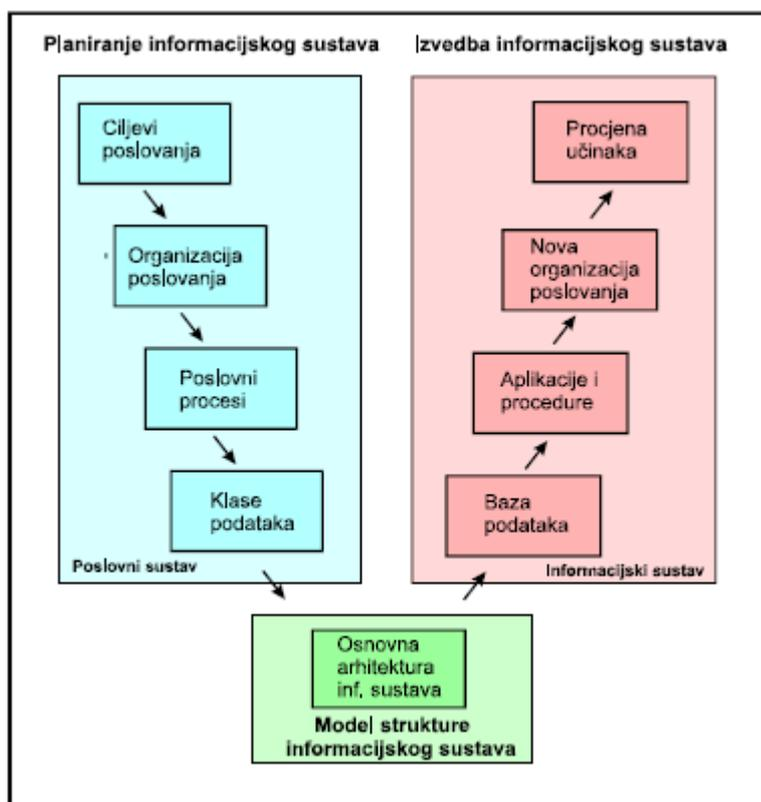 Planiranje informacijskog sustava
Izvedba informacijskog sustava
Ciljevi
poslovanja
Organizacija
poslovanja
Poslovni
procesi
Klase
podataka
Poslovni sustav
Procjena
učinaka
Nova
organizacija
poslovanja
Aplikacije i
procedure
Baza
podataka
Informacijski sustav
Osnovna
arhitektura
inf. sustava
Model strukture
informacijskog sustava